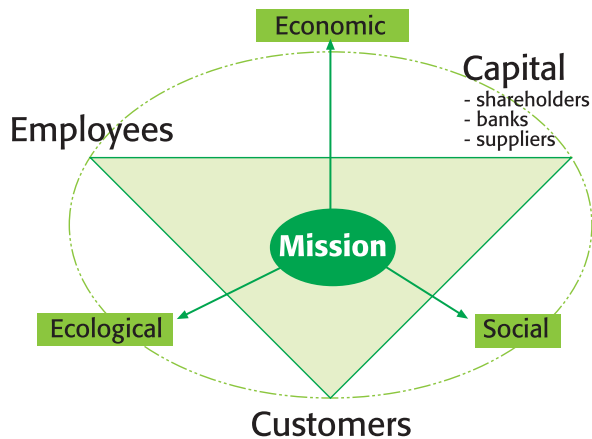 Economic
Capital
- shareholders
- banks
- suppliers
Employees
Mission
Ecological
Social
Customers